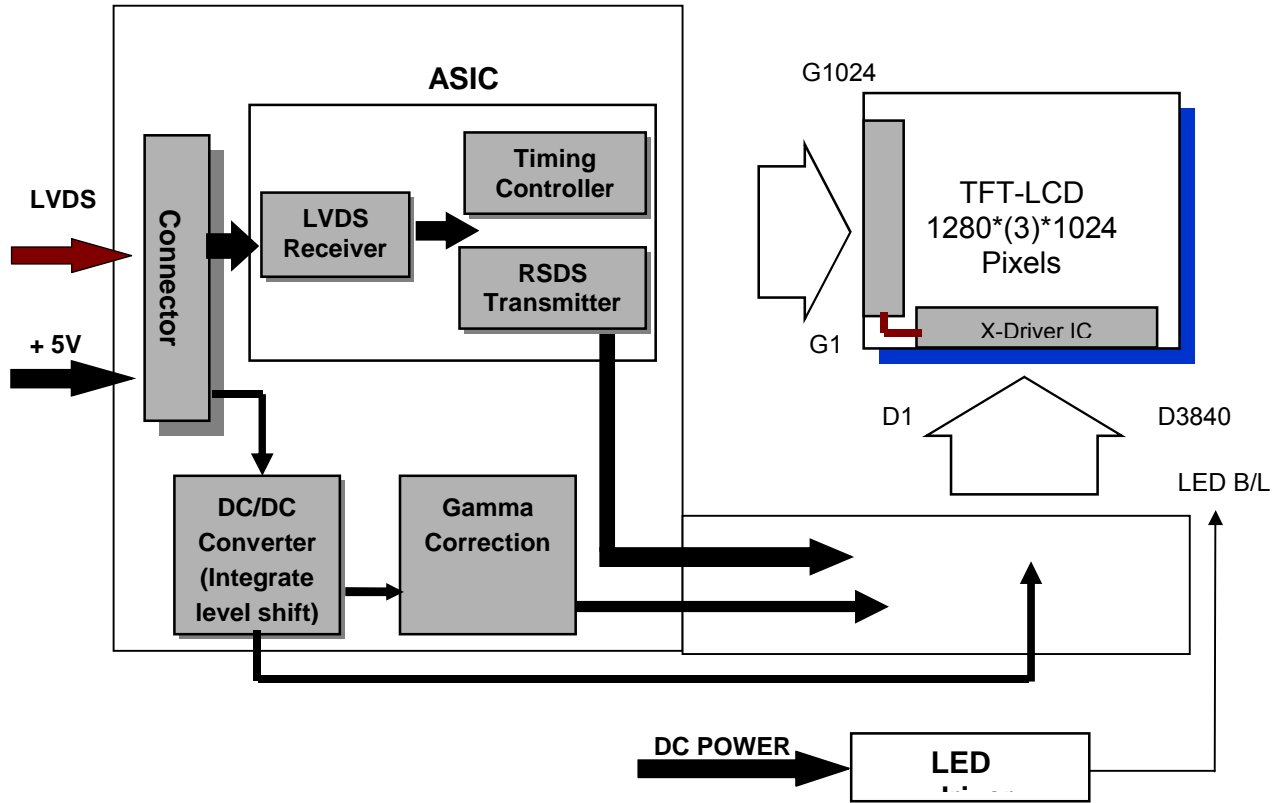 ASIC
LVDS
+ 5V
Connector
LVDS
Receiver
Timing
Controller
RSDS
Transmitter
DC/DC
Converter
(Integrate
level shift)
Gamma
Correction
G1024
G1
TFT-LCD
1280*(3)*1024
Pixels
X-Driver IC
D1
D3840
LED B/L
DC POWER
LED